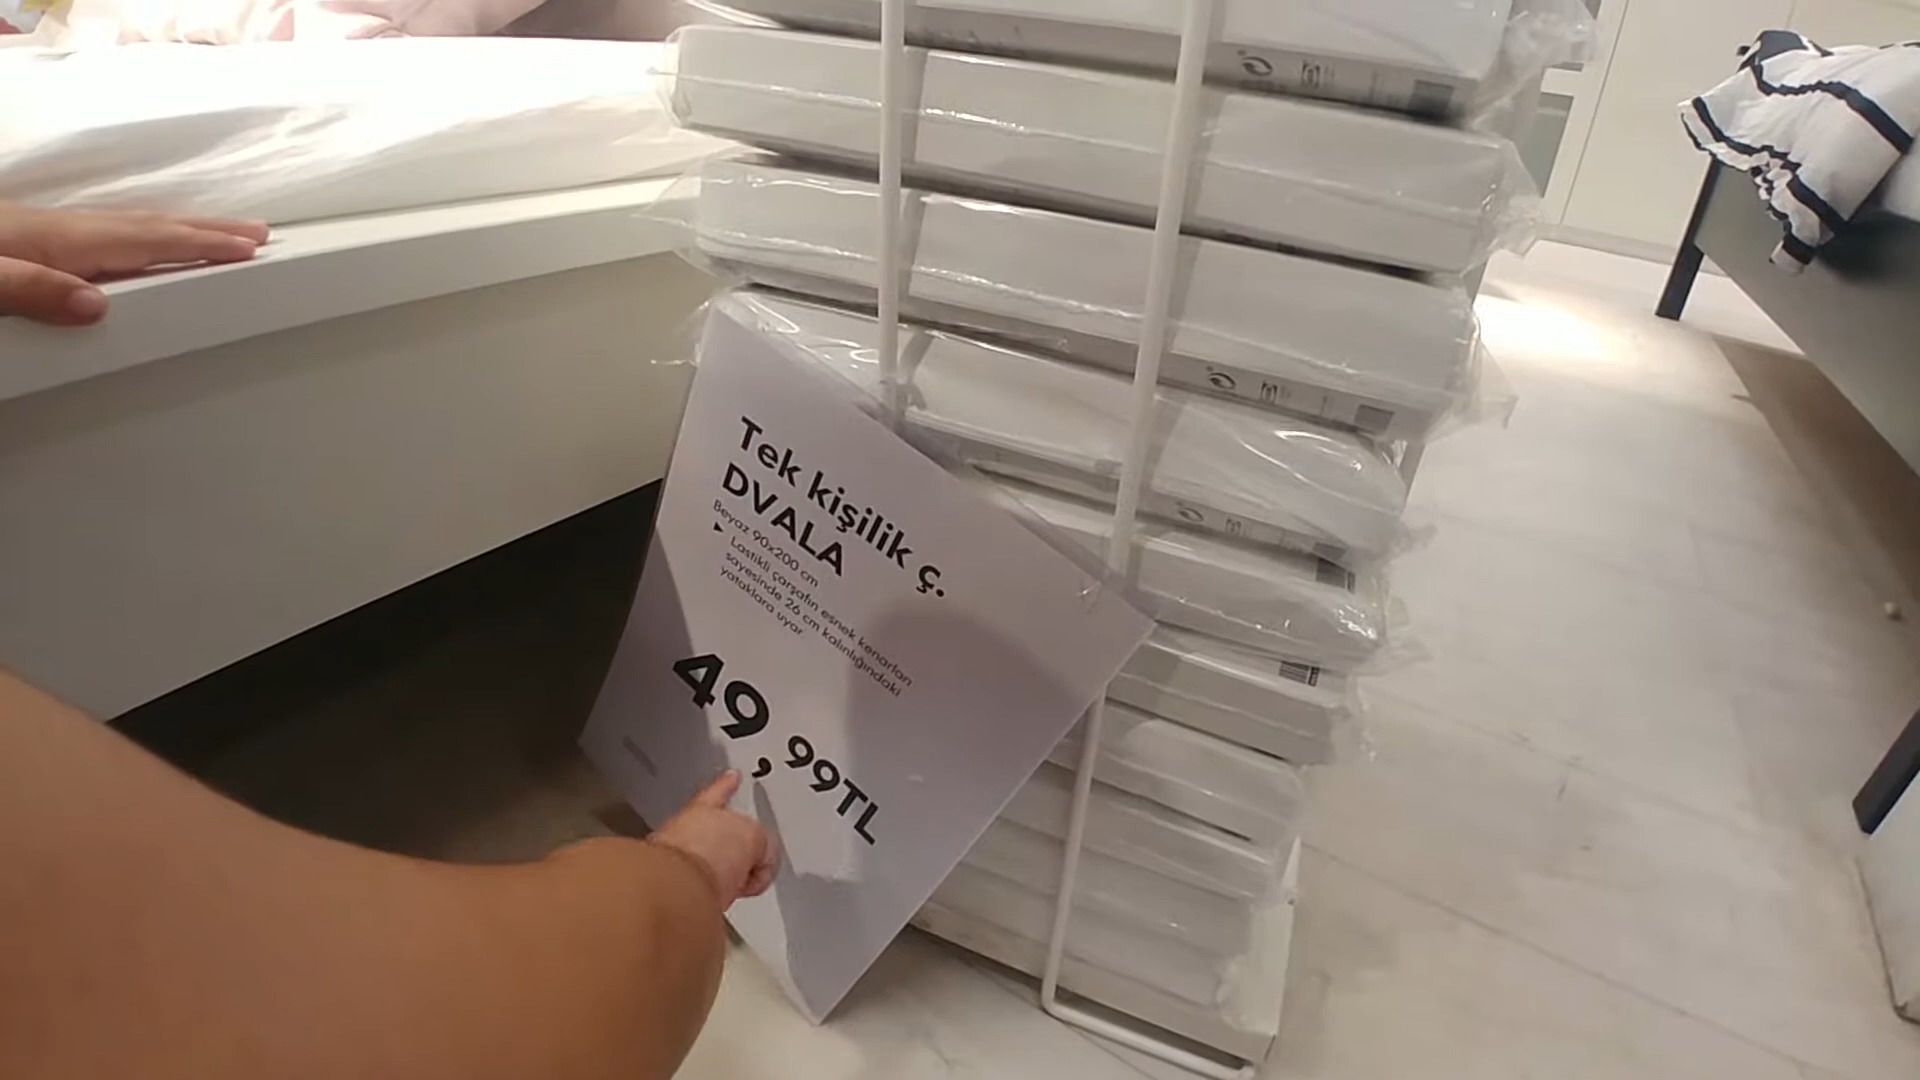 Tek kişilik ç.
DVALA
Beyaz 90x200 cm
► Lastikli çarşafın esnek kenarları
sayesinde 26 cm kalınlığındaki
yataklara uyar.
49,99TL